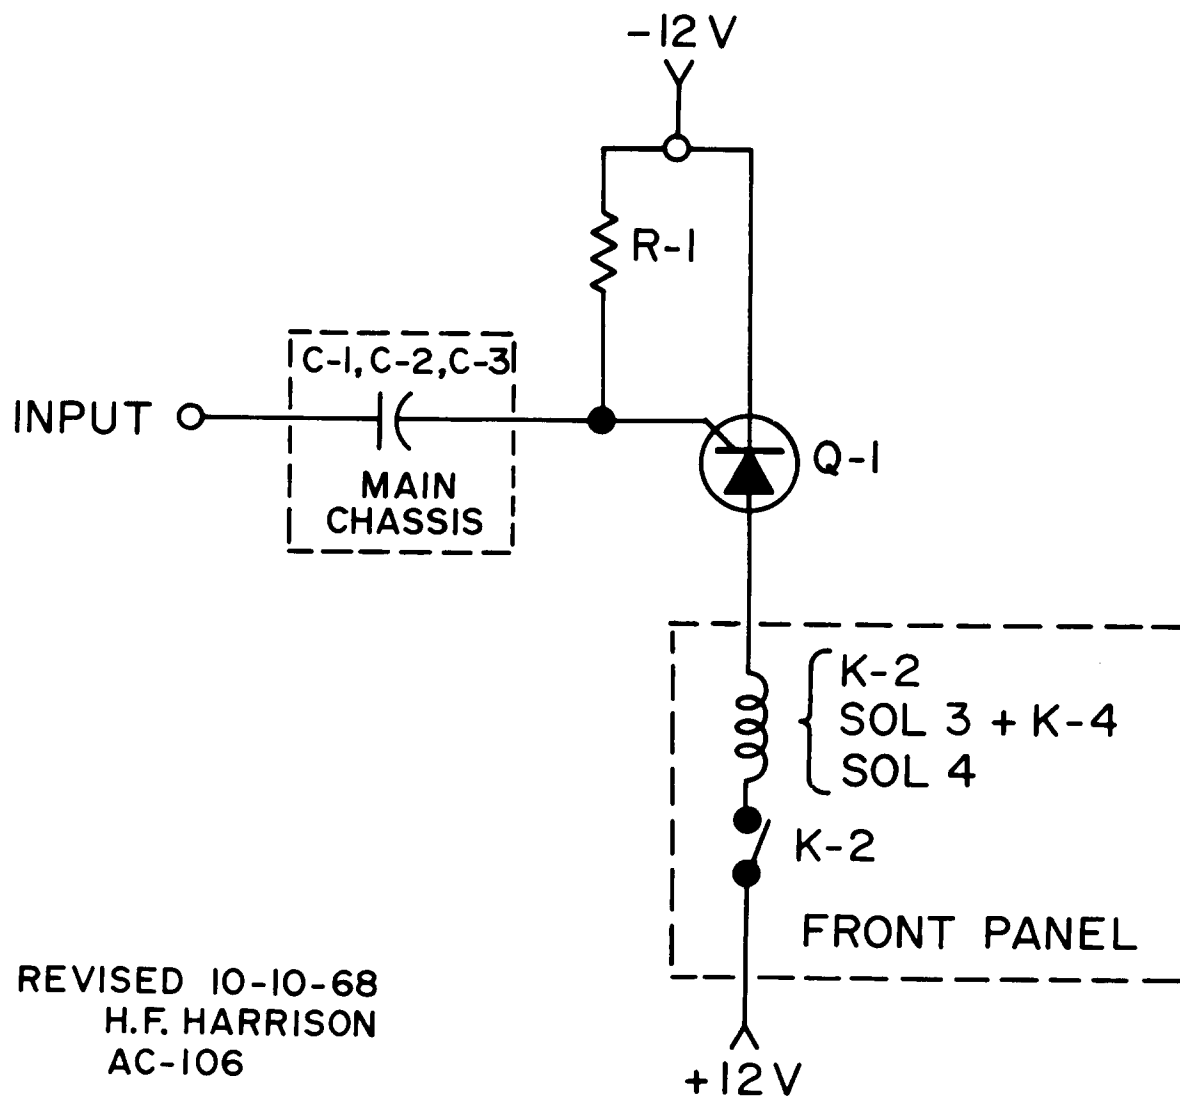 -12 V
R-1
C-1, C-2, C-3
INPUT
MAIN
CHASSIS
Q-1
K-2
SOL 3 + K-4
SOL 4
K-2
FRONT PANEL
REVISED 10-10-68
H.F. HARRISON
AC-106
+12 V